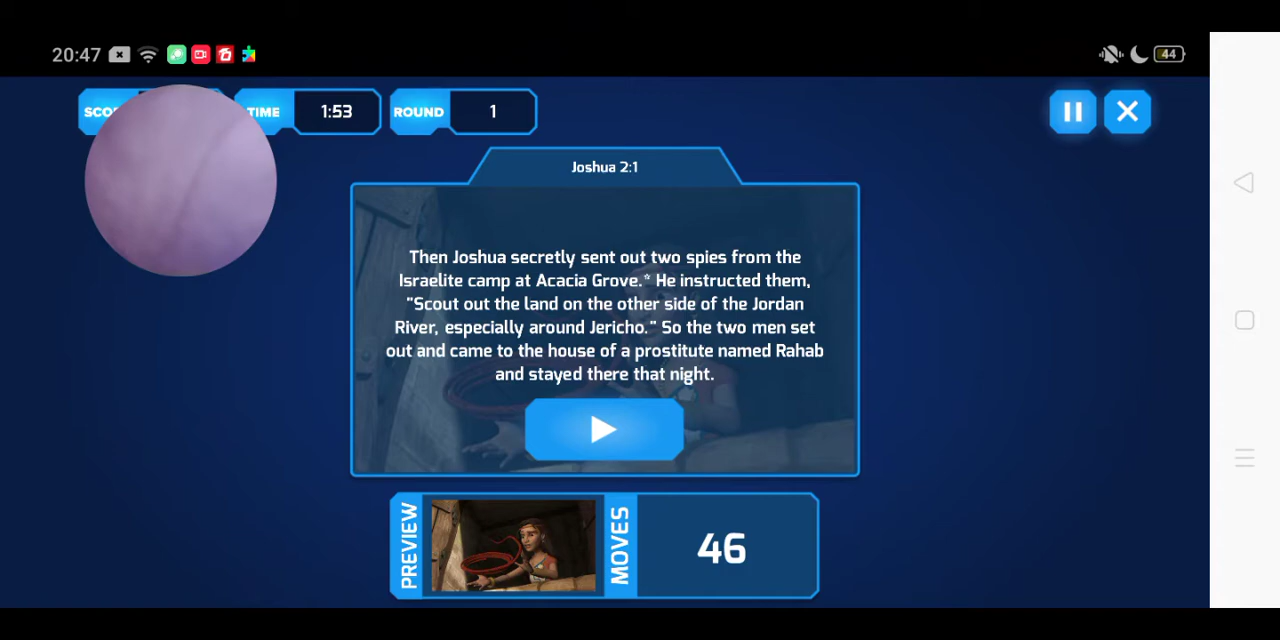 20:47
44
TIME 1:53 ROUND 1
Joshua 2:1
Then Joshua secretly sent out two spies from the
Israelite camp at Acacia Grove.* He instructed them,
"Scout out the land on the other side of the Jordan
River, especially around Jericho." So the two men set
out and came to the house of a prostitute named Rahab
and stayed there that night.
PREVIEW
MOVES
46